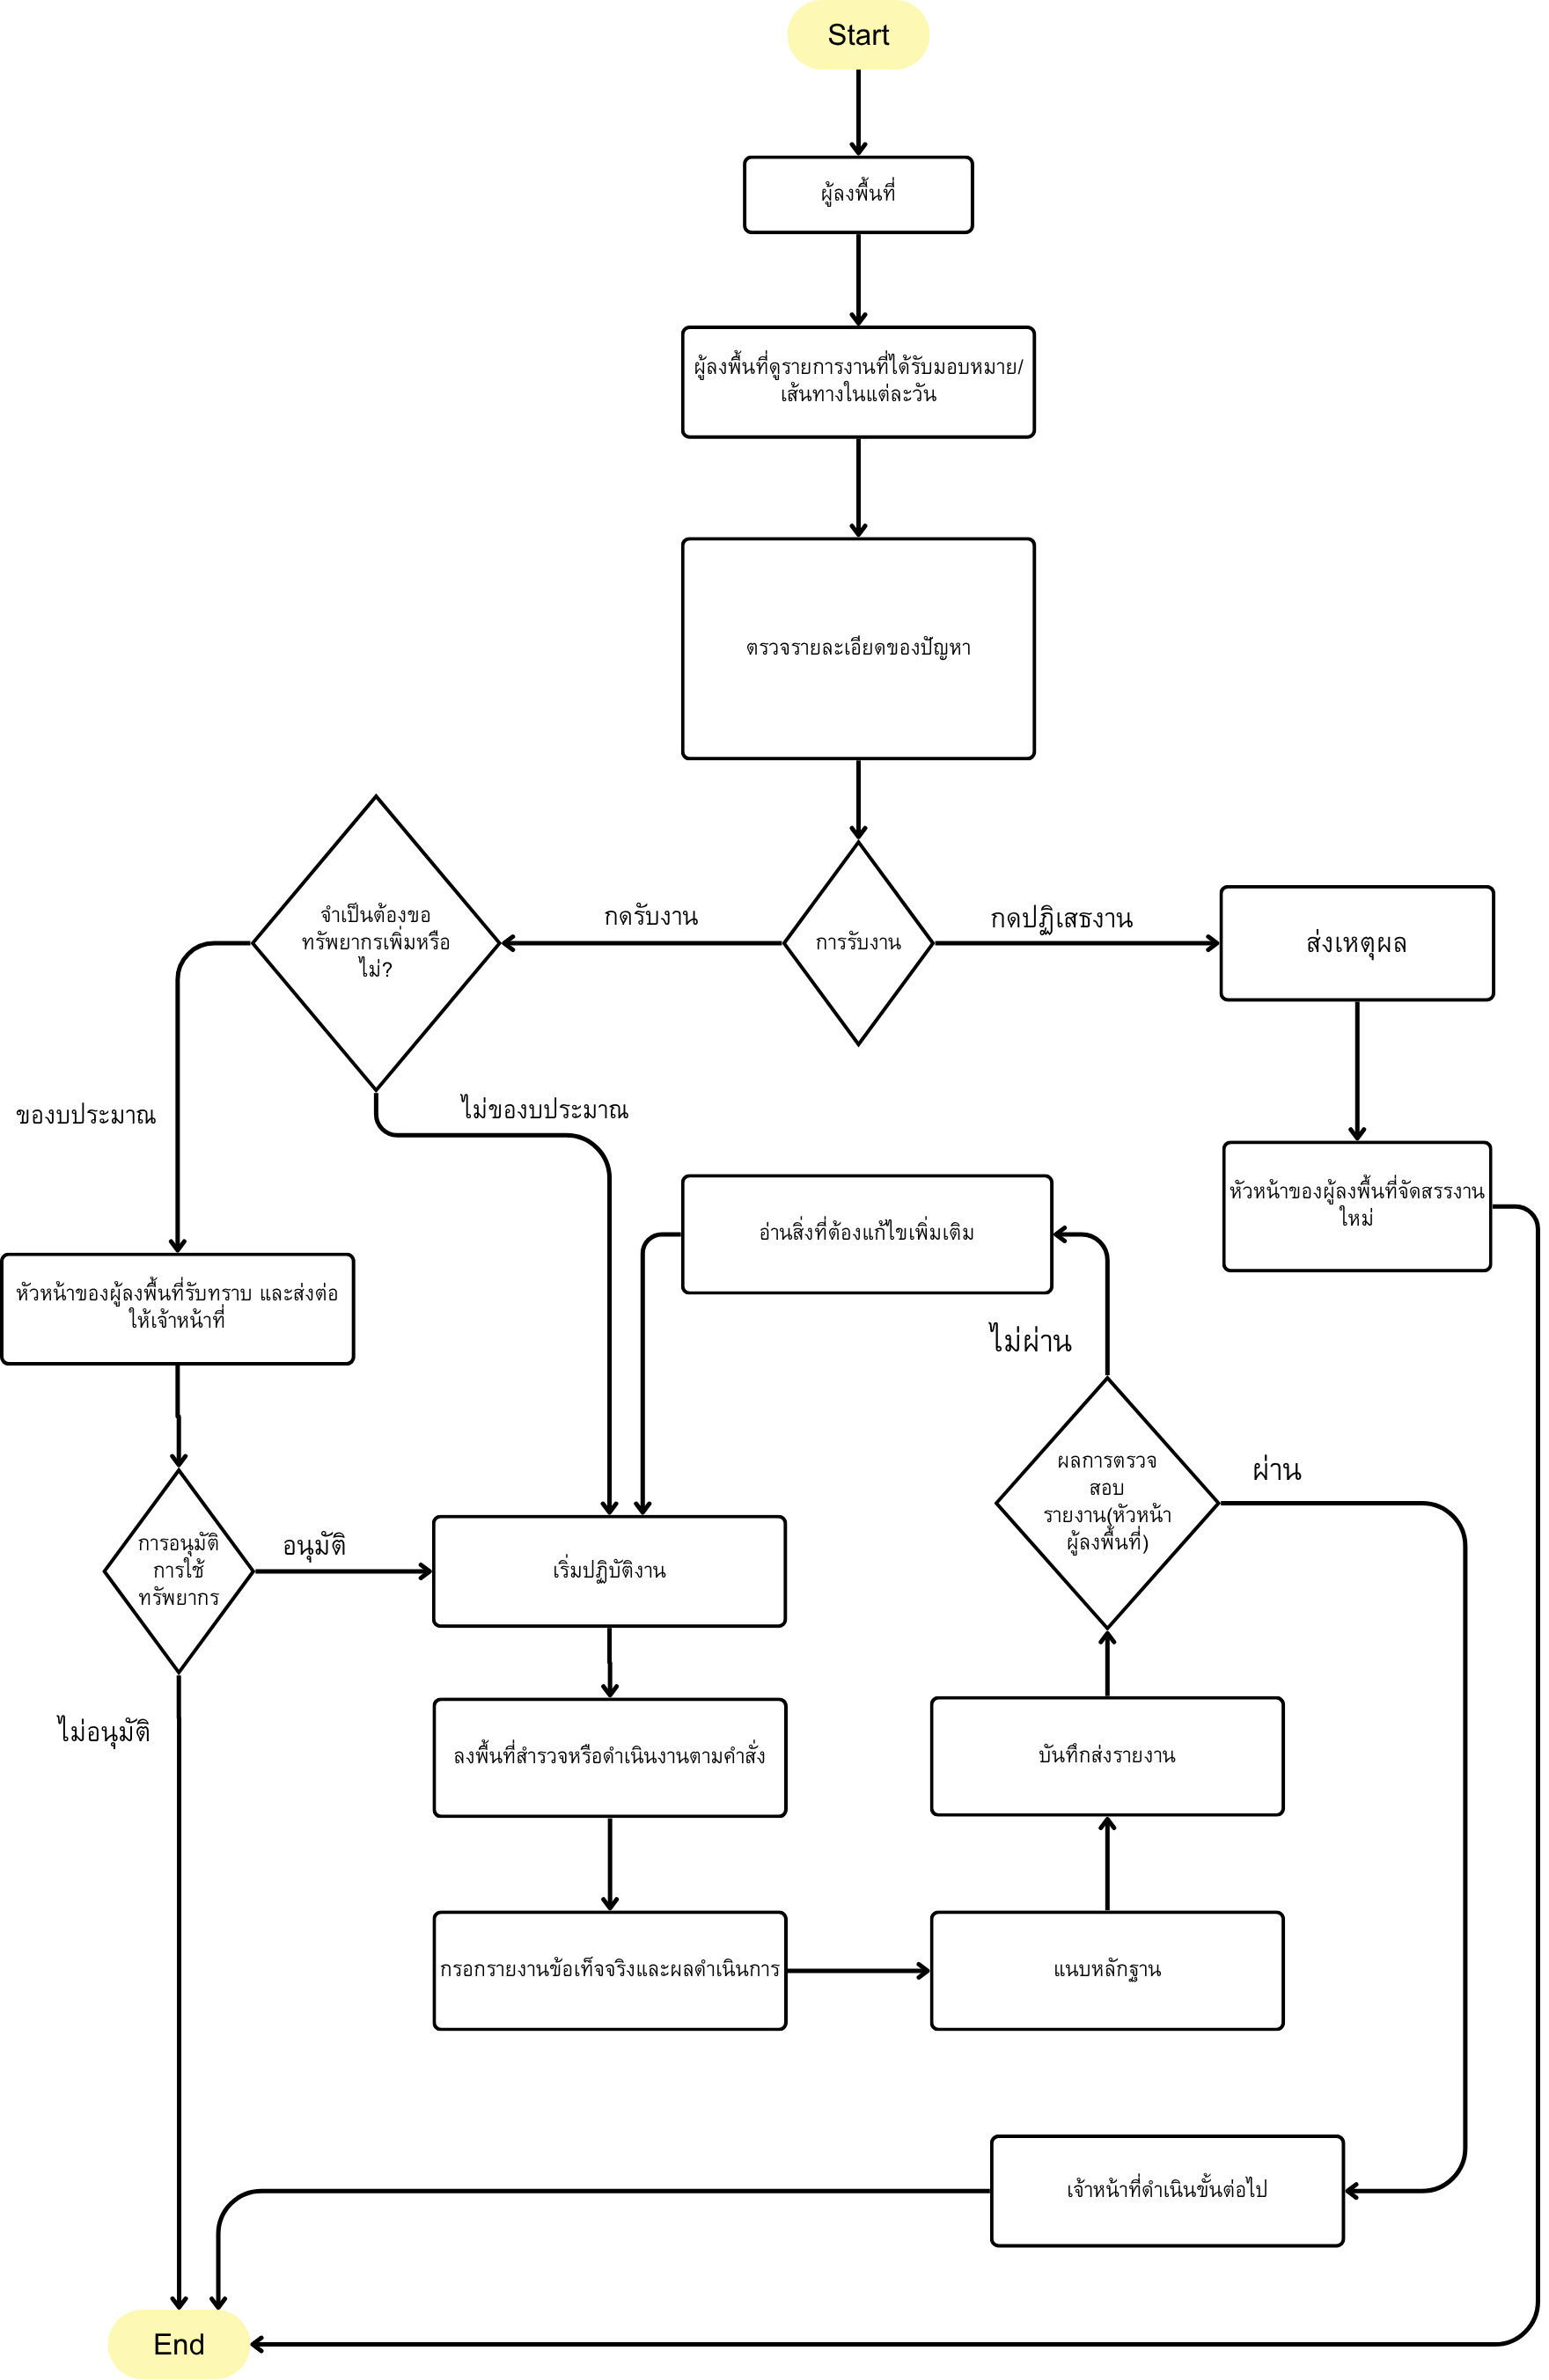 Start
ผู้ลงพื้นที่
ผู้ลงพื้นที่ดูรายการงานที่ได้รับมอบหมาย/
เส้นทางในแต่ละวัน
ตรวจรายละเอียดของปัญหา
จำเป็นต้องขอ
ทรัพยากรเพิ่มหรือ
ไม่?
กดรับงาน
การรับงาน
กดปฏิเสธงาน
ส่งเหตุผล
ของบประมาณ
ไม่ของบประมาณ
หัวหน้าของผู้ลงพื้นที่จัดสรรงาน
ใหม่
อ่านสิ่งที่ต้องแก้ไขเพิ่มเติม
หัวหน้าของผู้ลงพื้นที่รับทราบ และส่งต่อ
ให้เจ้าหน้าที่
ไม่ผ่าน
ผลการตรวจ
สอบ
รายงาน(หัวหน้า
ผู้ลงพื้นที่)
ผ่าน
การอนุมัติ
การใช้
ทรัพยากร
อนุมัติ
เริ่มปฏิบัติงาน
ไม่อนุมัติ
ลงพื้นที่สำรวจหรือดำเนินงานตามคำสั่ง
บันทึกส่งรายงาน
กรอกรายงานข้อเท็จจริงและผลดำเนินการ
แนบหลักฐาน
เจ้าหน้าที่ดำเนินขั้นต่อไป
End